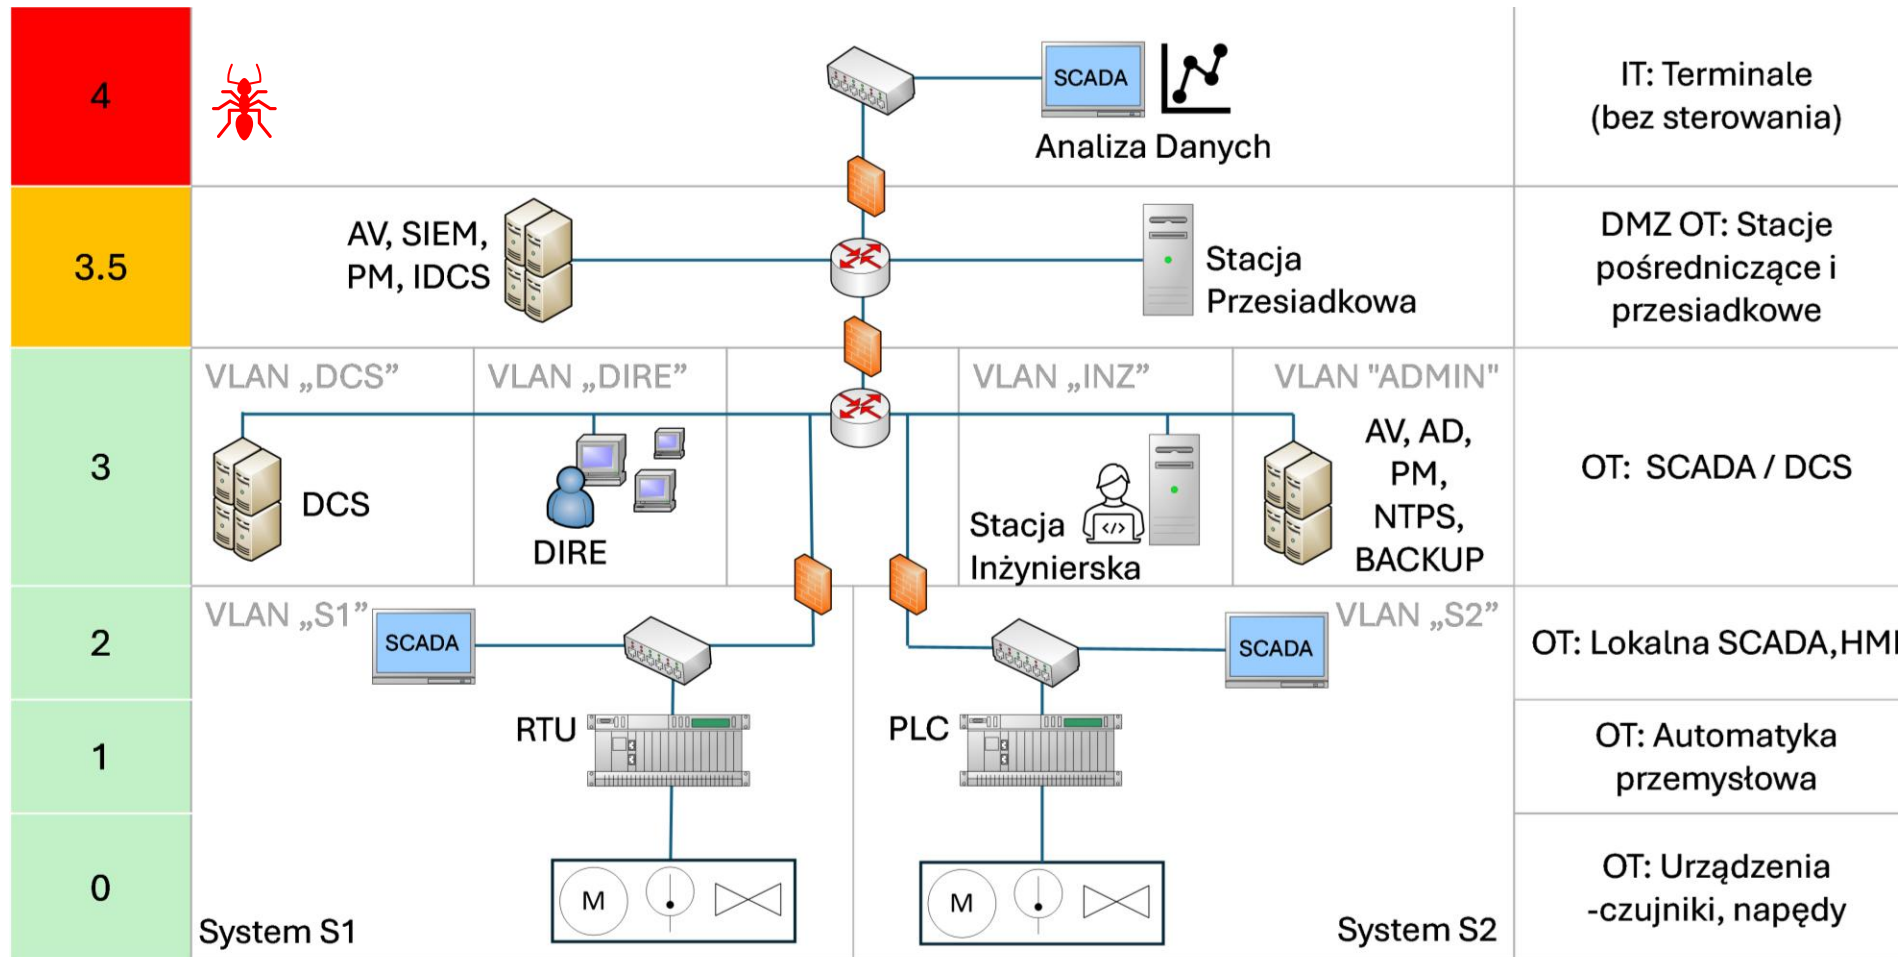 4
SCADA
Analiza Danych
IT: Terminale
(bez sterowania)
3.5
AV, SIEM,
PM, IDCS
Stacja
Przesiadkowa
DMZ OT: Stacje
pośredniczące i
przesiadkowe
3
VLAN „DCS”
DCS
VLAN „DIRE”
DIRE
VLAN „INZ”
Stacja
Inżynierska
</>
VLAN "ADMIN"
AV, AD,
PM,
NTPS,
BACKUP
OT: SCADA / DCS
2
VLAN „S1”
SCADA
VLAN „S2”
SCADA
OT: Lokalna SCADA,HMI
1
RTU
PLC
OT: Automatyka
przemysłowa
0
M
System S1
M
System S2
OT: Urządzenia
-czujniki, napędy